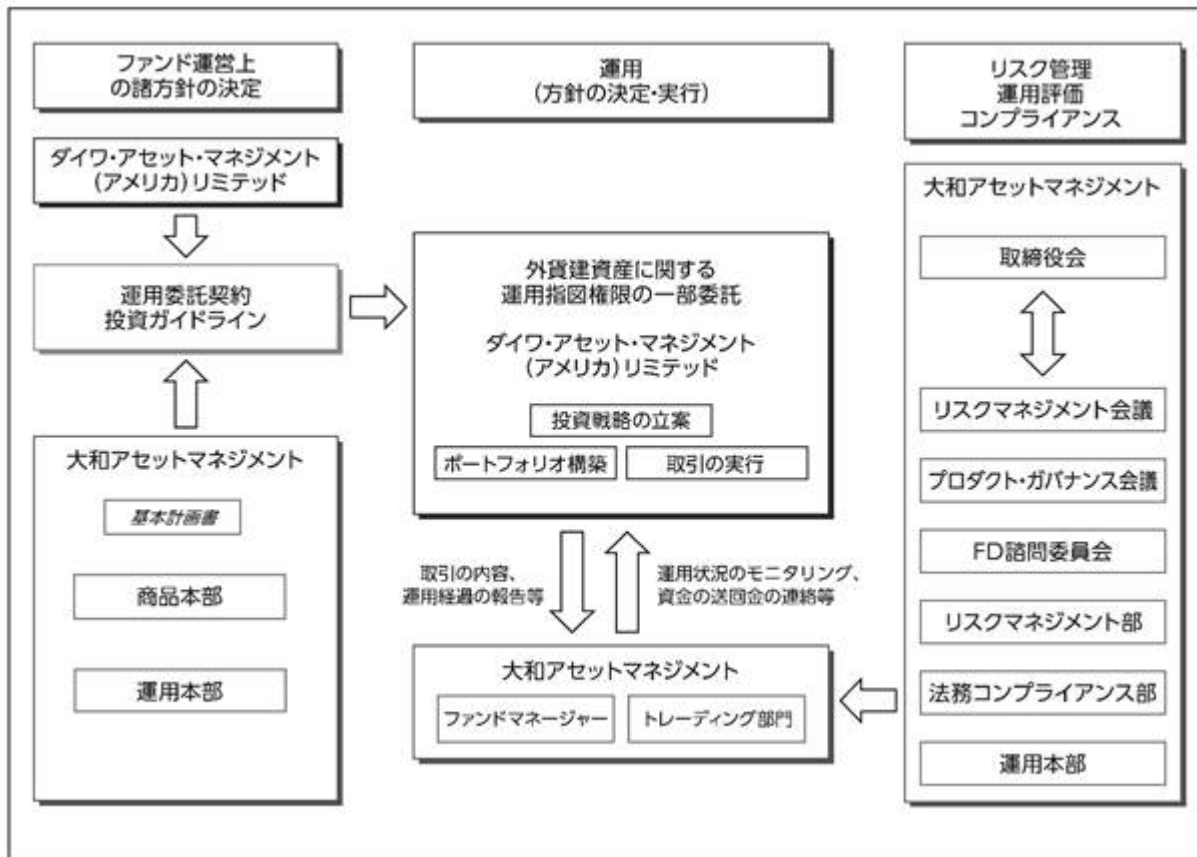 ファンド運営上
の諸方針の決定
ダイワ・アセット・マネジメント
(アメリカ)リミテッド
運用委託契約
投資ガイドライン
大和アセットマネジメント
基本計画書
商品本部
運用本部
運用
(方針の決定・実行)
外貨建資産に関する
運用指図権限の一部委託
ダイワ・アセット・マネジメント
(アメリカ)リミテッド
投資戦略の立案
ポートフォリオ構築
取引の実行
取引の内容、
運用経過の報告等
運用状況のモニタリング、
資金の送回金の連絡等
大和アセットマネジメント
ファンドマネージャー
トレーディング部門
リスク管理
運用評価
コンプライアンス
大和アセットマネジメント
取締役会
リスクマネジメント会議
プロダクト・ガバナンス会議
FD諮問委員会
リスクマネジメント部
法務コンプライアンス部
運用本部